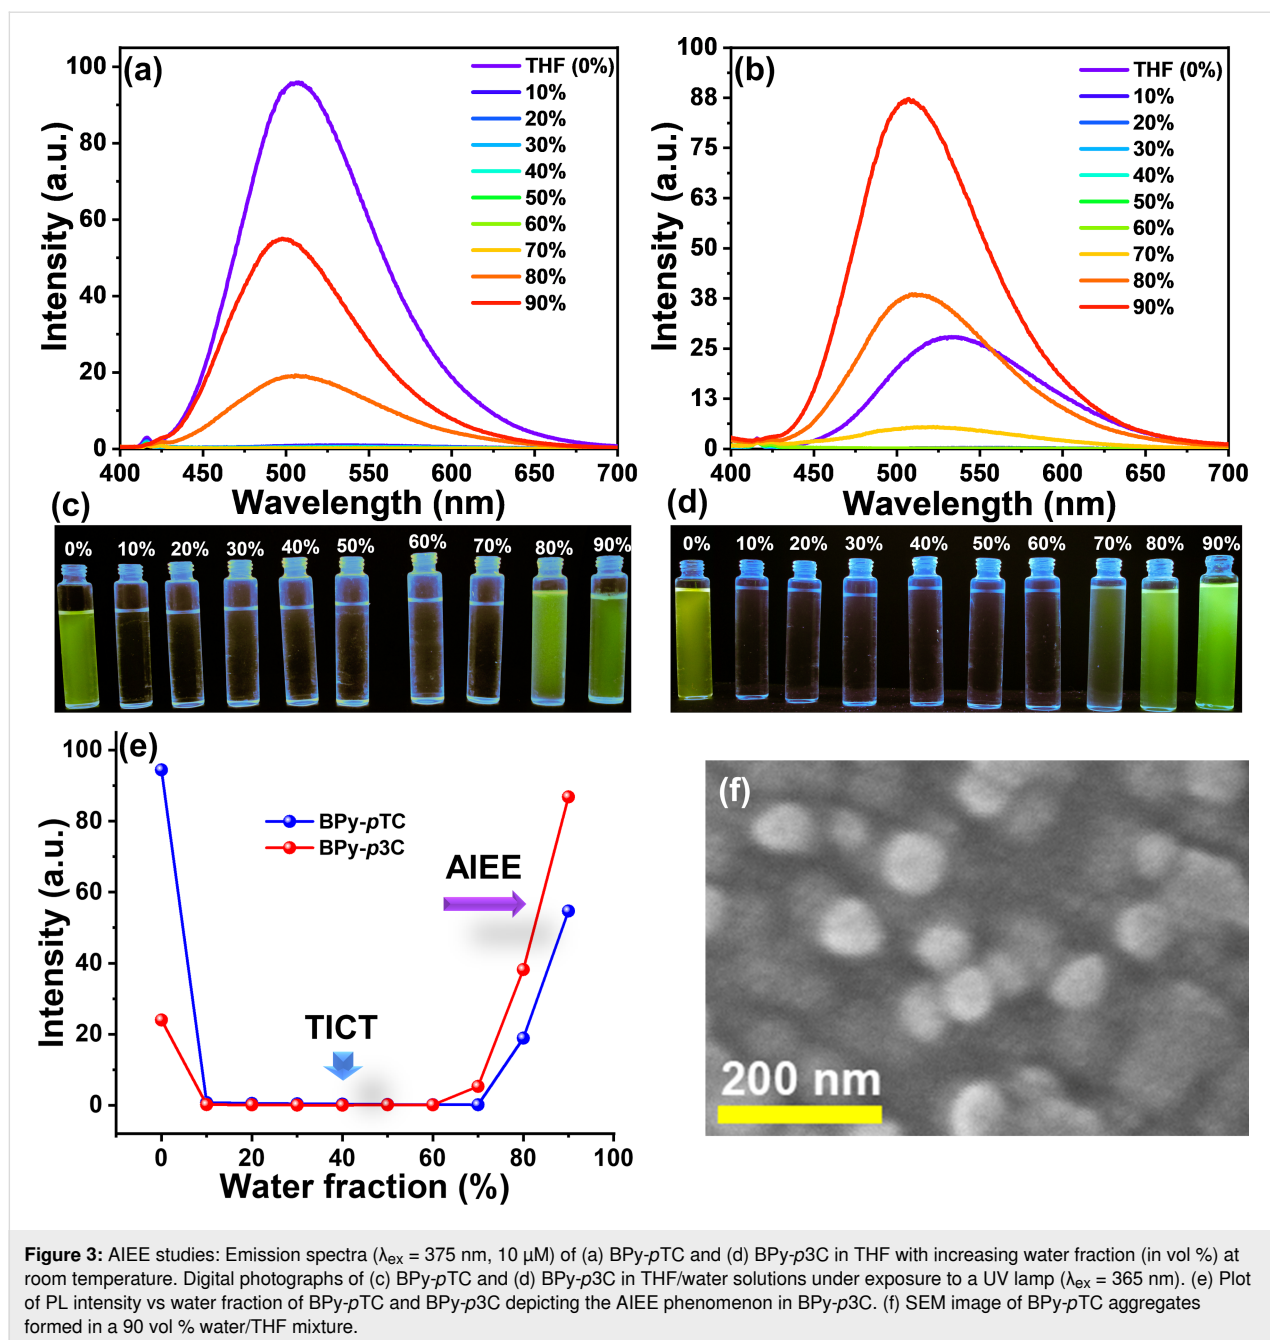 (a)
100
80
60
40
20
0
Intensity (a.u.)
THF (0%)
10%
20%
30%
40%
50%
60%
70%
80%
90%
400 450 500 550 600 650 700
Wavelength (nm)
(b)
100
88
75
63
50
38
25
13
0
Intensity (a.u.)
THF (0%)
10%
20%
30%
40%
50%
60%
70%
80%
90%
400 450 500 550 600 650 700
Wavelength (nm)
(c)
0% 10% 20% 30% 40% 50% 60% 70% 80% 90%
(d)
0% 10% 20% 30% 40% 50% 60% 70% 80% 90%
(e)
100
80
60
40
20
0
Intensity (a.u.)
BPy-pTC
BPy-p3C
AIEE
TICT
0 20 40 60 80 100
Water fraction (%)
(f)
200 nm
Figure 3: AIEE studies: Emission spectra (λex = 375 nm, 10 μM) of (a) BPy-pTC and (d) BPy-p3C in THF with increasing water fraction (in vol %) at
room temperature. Digital photographs of (c) BPy-pTC and (d) BPy-p3C in THF/water solutions under exposure to a UV lamp (λex = 365 nm). (e) Plot
of PL intensity vs water fraction of BPy-pTC and BPy-p3C depicting the AIEE phenomenon in BPy-p3C. (f) SEM image of BPy-pTC aggregates
formed in a 90 vol % water/THF mixture.